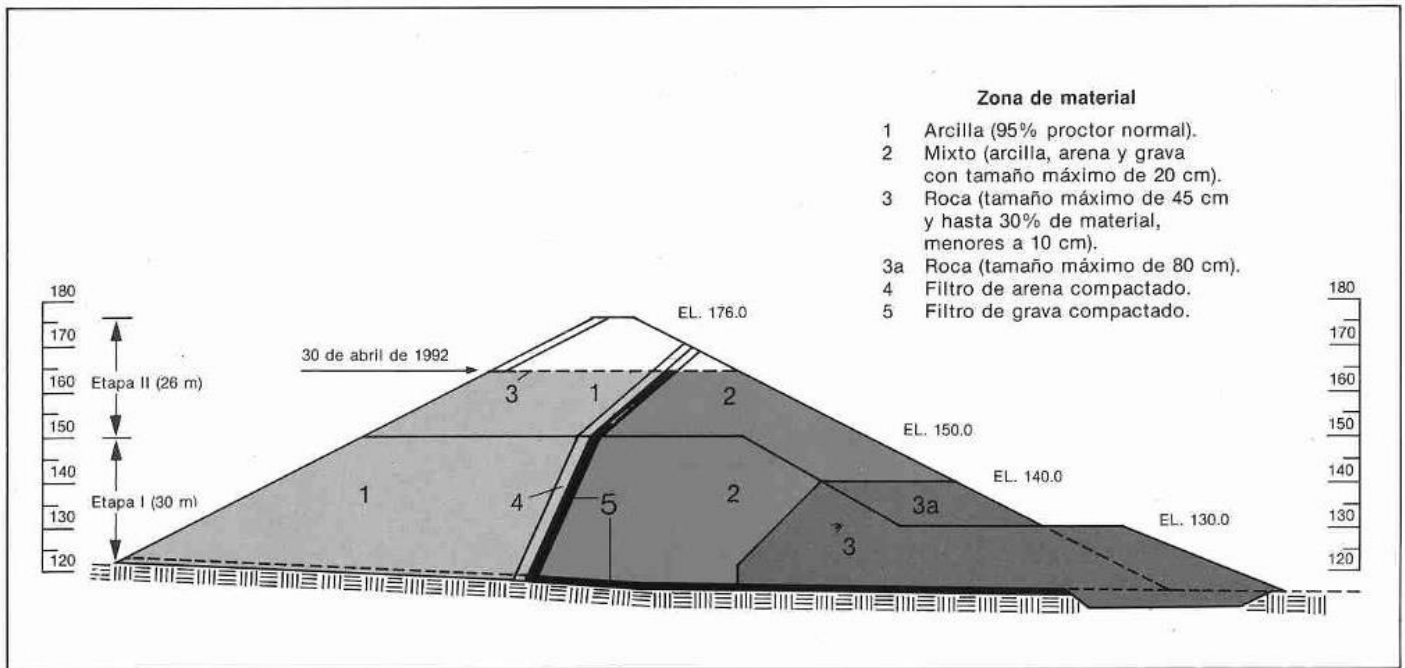 Zona de material
1 Arcilla (95% proctor normal).
2 Mixto (arcilla, arena y grava
con tamaño máximo de 20 cm).
3 Roca (tamaño máximo de 45 cm
y hasta 30% de material,
menores a 10 cm).
3a Roca (tamaño máximo de 80 cm).
4 Filtro de arena compactado.
5 Filtro de grava compactado.
180
170
160
150
140
130
120
Etapa II (26 m)
Etapa I (30 m)
30 de abril de 1992
EL. 176.0
EL. 150.0
EL. 140.0
EL. 130.0
3
1
2
1
4
5
2
3a
3
180
170
160
150
140
130
120